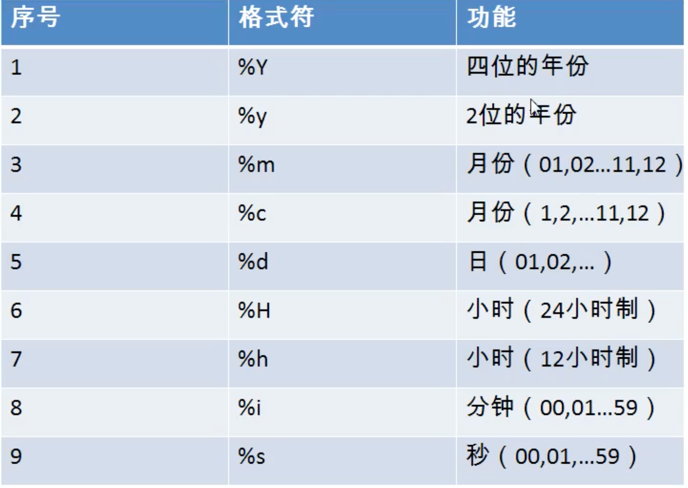 序号 格式符 功能
1 %Y 四位的年份
2 %y 2位的年份
3 %m 月份（01,02...11,12）
4 %c 月份（1,2,...11,12）
5 %d 日（01,02,...）
6 %H 小时（24小时制）
7 %h 小时（12小时制）
8 %i 分钟（00,01...59）
9 %s 秒（00,01,...59）